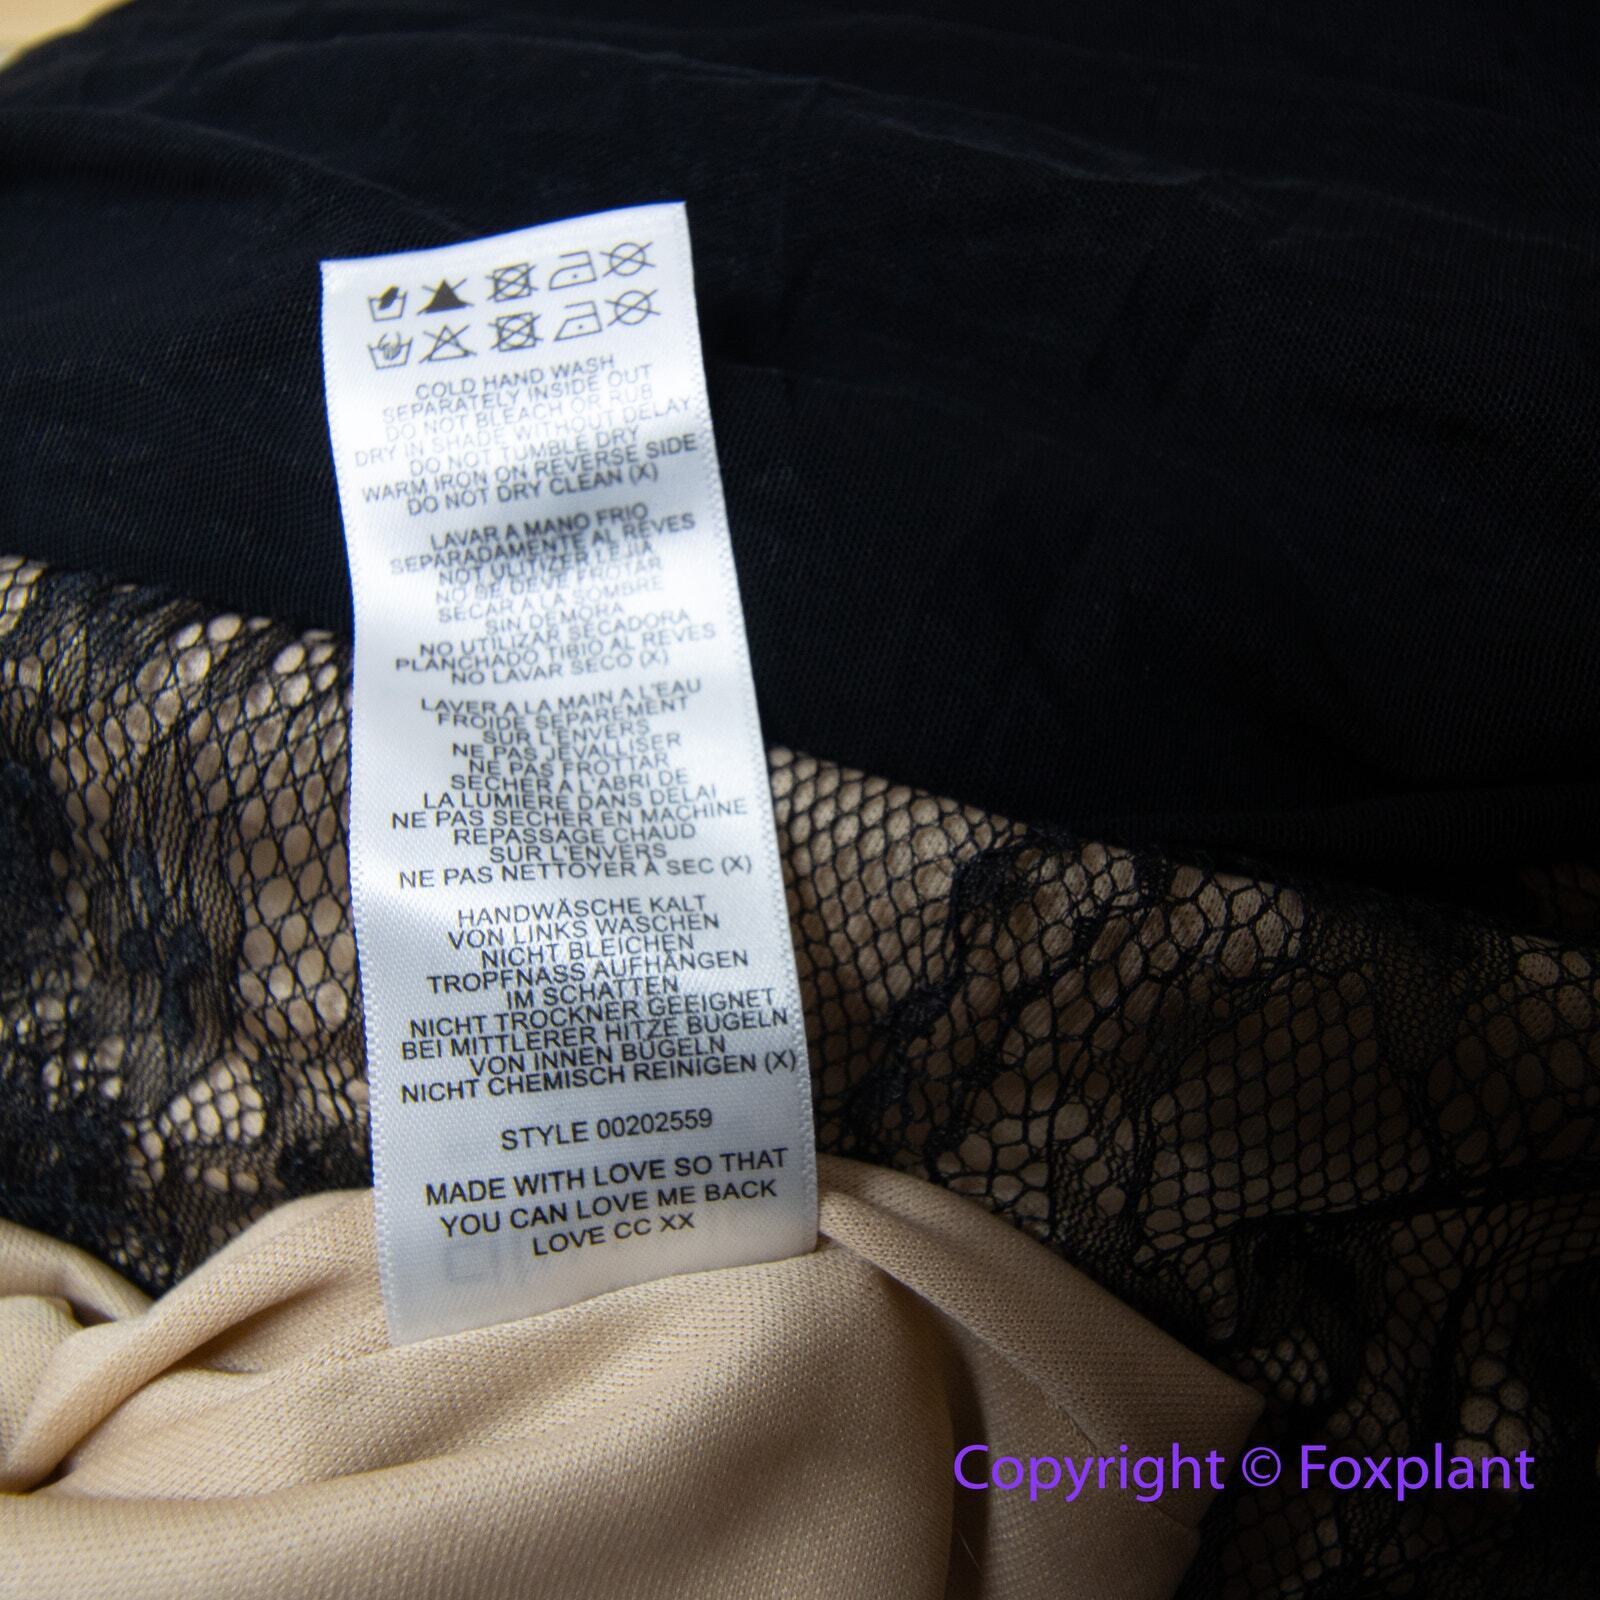 COLD HAND WASH
SEPARATELY INSIDE OUT
DO NOT BLEACH OR RUB
DRY IN SHADE WITHOUT DELAY
DO NOT TUMBLE DRY
WARM IRON ON REVERSE SIDE
DO NOT DRY CLEAN (X)
LAVAR A MANO FRIO
SEPARADAMENTE AL REVES
NOT ULITIZER LEJIA
NO SE DEVE FROTAR
SECAR A LA SOMBRE
SIN DEMORA
NO UTILIZAR SECADORA
PLANCHADO TIBIO AL REVES
NO LAVAR SECO (X)
LAVER A LA MAIN A L'EAU
FROIDE SEPAREMENT
SUR L'ENVERS
NE PAS JEVALLISER
NE PAS FROTTAR
SECHER A L'ABRI DE
LA LUMIERE DANS DELAI
NE PAS SECHER EN MACHINE
REPASSAGE CHAUD
SUR L'ENVERS
NE PAS NETTOYER À SEC (X)
HANDWÄSCHE KALT
VON LINKS WASCHEN
NICHT BLEICHEN
TROPFNASS AUFHÄNGEN
IM SCHATTEN
NICHT TROCKNER GEEIGNET
BEI MITTLERER HITZE BÜGELN
VON INNEN BÜGELN
NICHT CHEMISCH REINIGEN (X)
STYLE 00202559
MADE WITH LOVE SO THAT
YOU CAN LOVE ME BACK
LOVE CC XX
Copyright © Foxplant